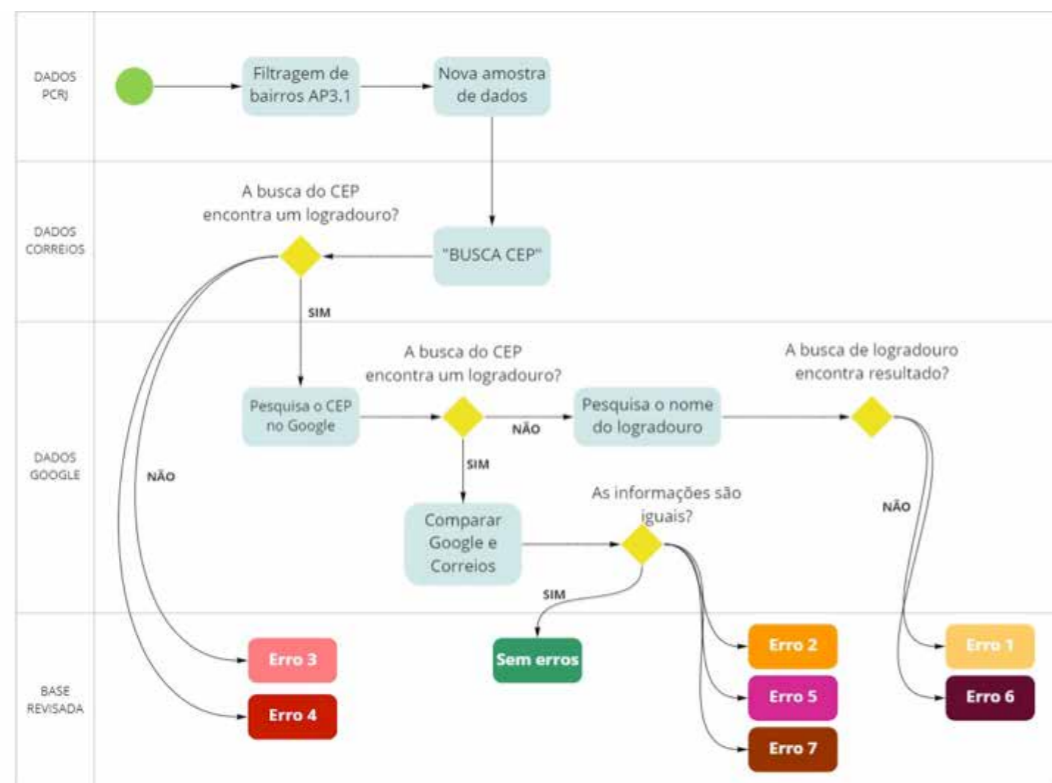 DADOS
PCRJ
Filtragem de
bairros AP3.1
Nova amostra
de dados
DADOS
CORREIOS
A busca do CEP
encontra um logradouro?
"BUSCA CEP"
SIM
DADOS
GOOGLE
NÃO
Pesquisa o CEP
no Google
A busca do CEP
encontra um logradouro?
NÃO
SIM
Pesquisa o nome
do logradouro
A busca de logradouro
encontra resultado?
NÃO
Comparar
Google e
Correios
As informações são
iguais?
SIM
BASE
REVISADA
Erro 3
Erro 4
Sem erros
Erro 2
Erro 5
Erro 7
Erro 1
Erro 6